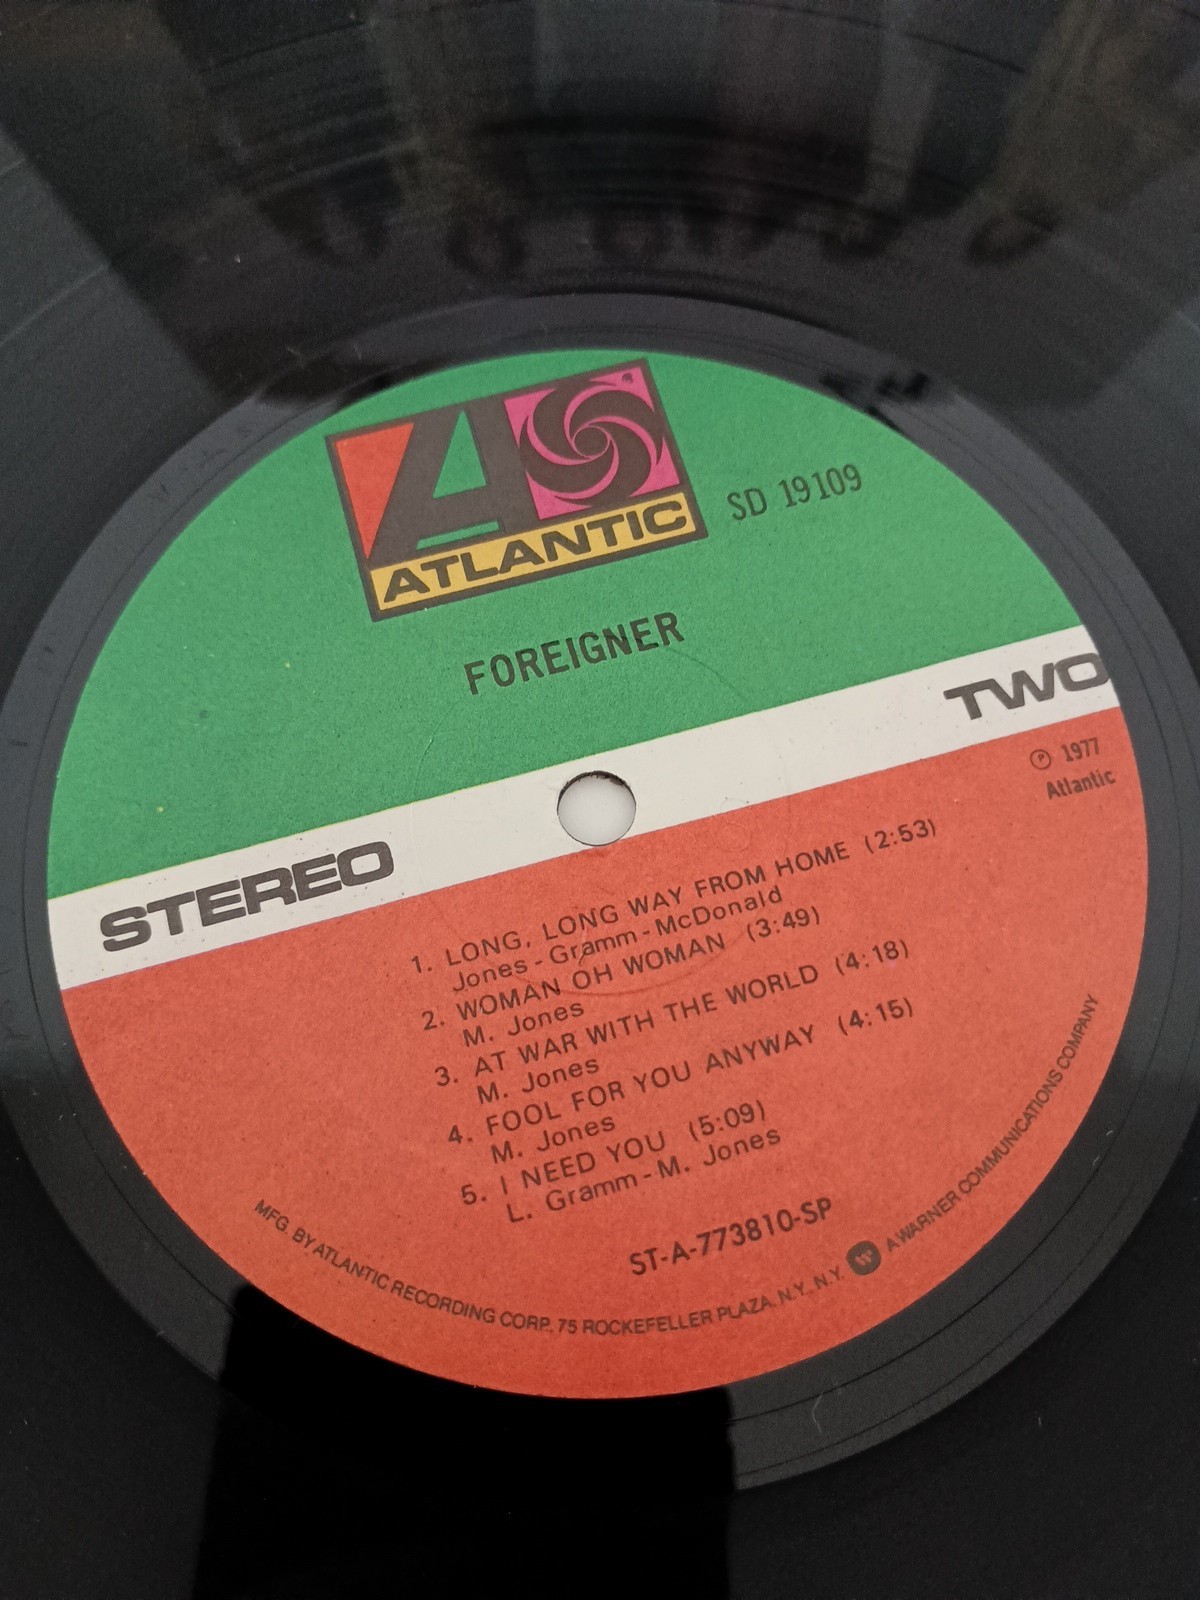 ATLANTIC
SD 19109
FOREIGNER
STEREO
TWO
℗ 1977
Atlantic
1. LONG, LONG WAY FROM HOME (2:53)
Jones-Gramm-McDonald
2. WOMAN OH WOMAN (3:49)
M. Jones
3. AT WAR WITH THE WORLD (4:18)
M. Jones
4. FOOL FOR YOU ANYWAY (4:15)
M. Jones
5. I NEED YOU (5:09)
L. Gramm-M. Jones
ST-A-773810-SP
MFG. BY ATLANTIC RECORDING CORP. 75 ROCKEFELLER PLAZA, N.Y., N.Y. W A WARNER COMMUNICATIONS COMPANY